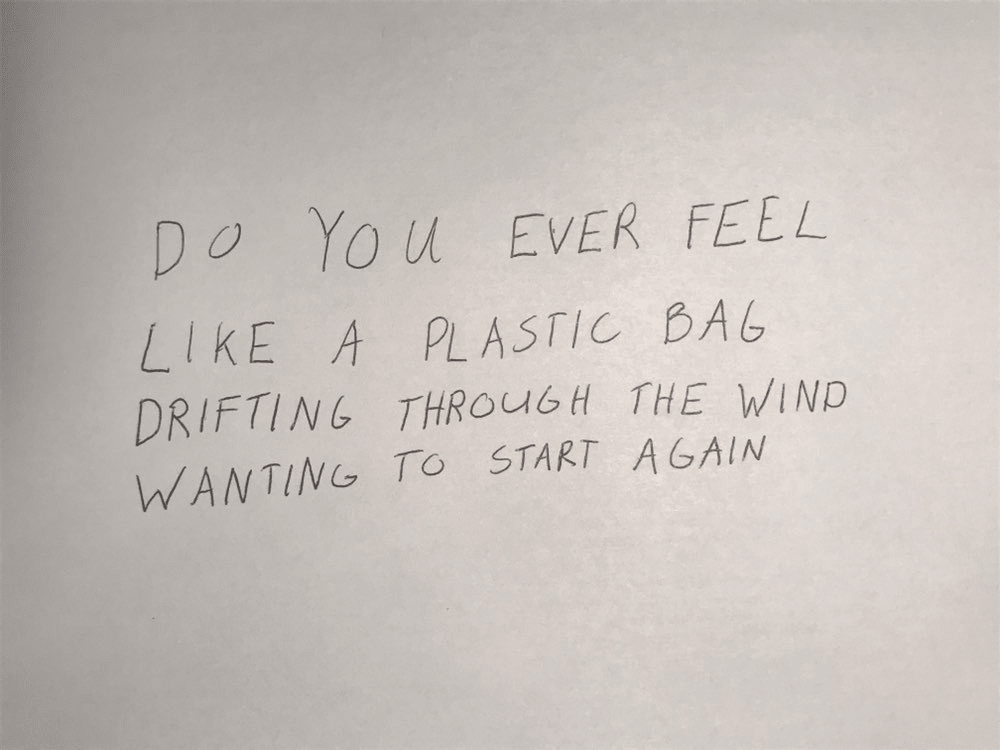 DO YOU EVER FEEL
LIKE A PLASTIC BAG
DRIFTING THROUGH THE WIND
WANTING TO START AGAIN